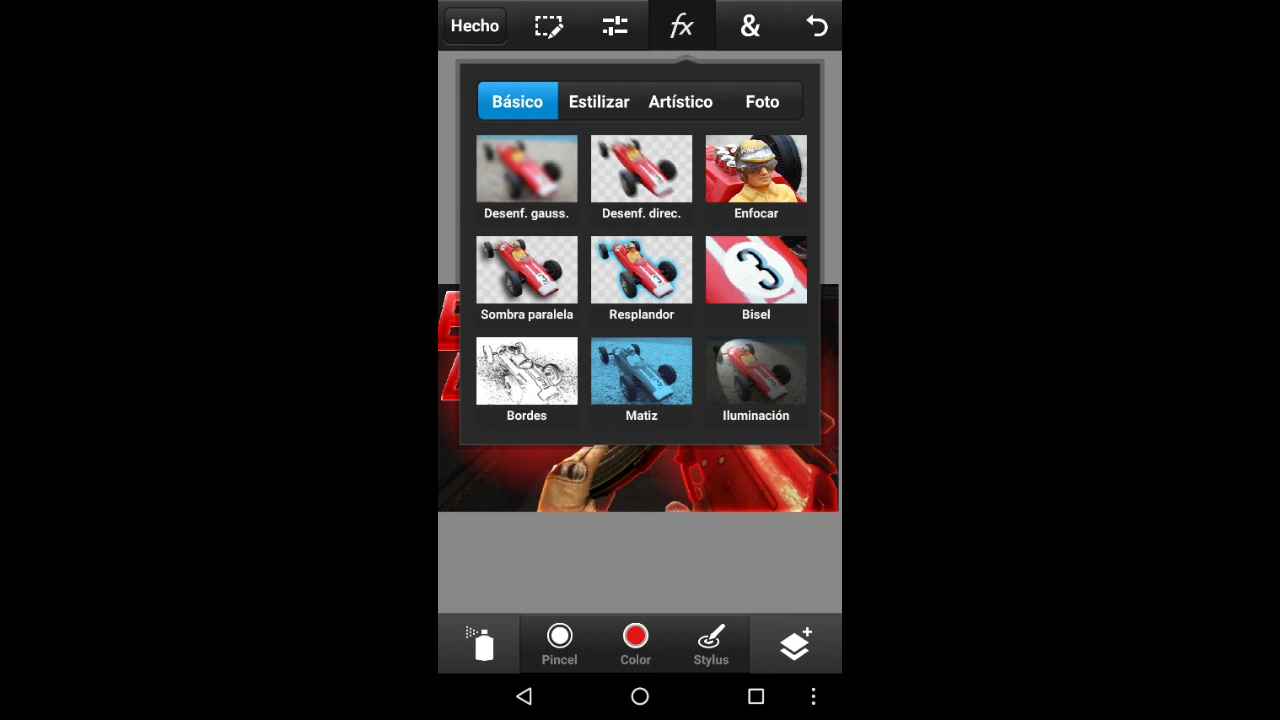 Hecho fx &
Básico Estilizar Artístico Foto
Desenf. gauss. Desenf. direc. Enfocar
Sombra paralela Resplandor Bisel
Bordes Matiz Iluminación
Pincel Color Stylus